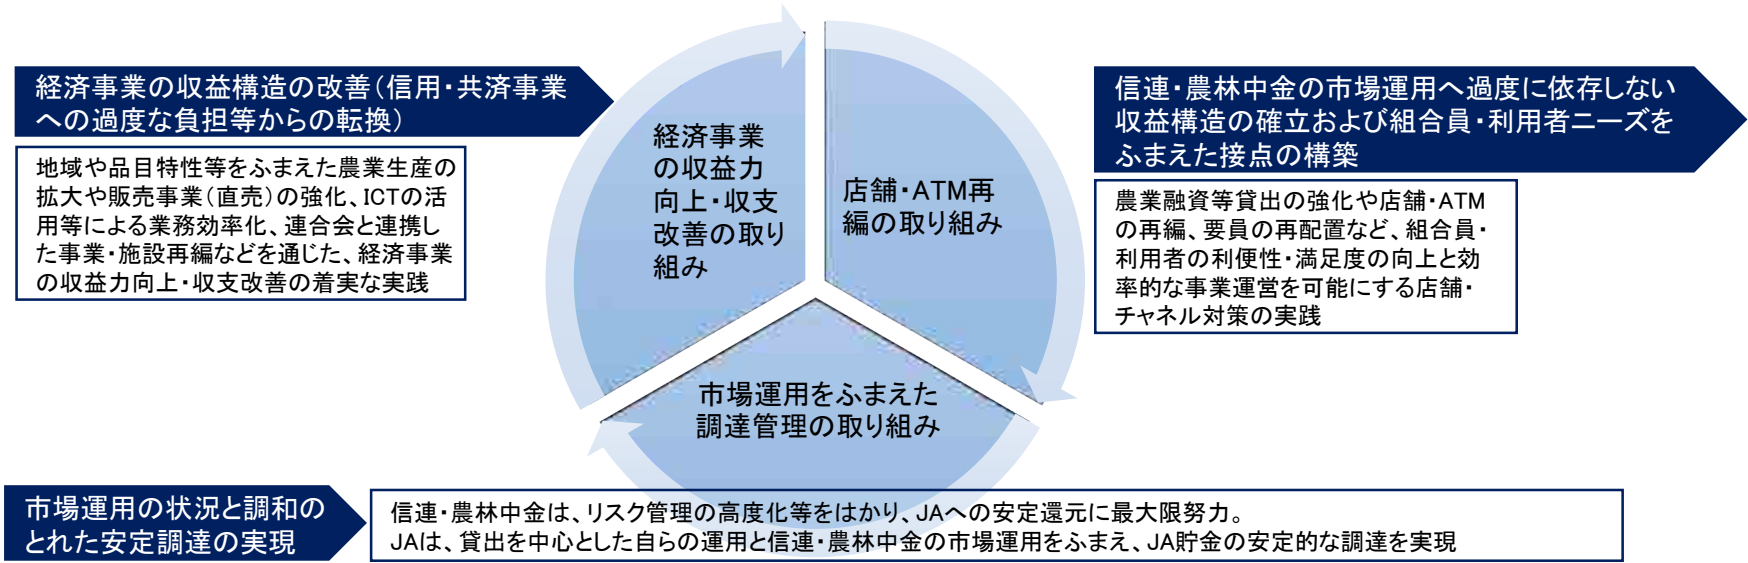 経済事業の収益構造の改善(信用・共済事業
への過度な負担等からの転換)
地域や品目特性等をふまえた農業生産の
拡大や販売事業(直売)の強化、ICTの活
用等による業務効率化、連合会と連携し
た事業・施設再編などを通じた、経済事業
の収益力向上・収支改善の着実な実践
経済事業
の収益力
向上・収支
改善の取り
組み
店舗・ATM再
編の取り組み
市場運用をふまえた
調達管理の取り組み
信連・農林中金の市場運用へ過度に依存しない
収益構造の確立および組合員・利用者ニーズを
ふまえた接点の構築
農業融資等貸出の強化や店舗・ATM
の再編、要員の再配置など、組合員・
利用者の利便性・満足度の向上と効
率的な事業運営を可能にする店舗・
チャネル対策の実践
市場運用の状況と調和の
とれた安定調達の実現
信連・農林中金は、リスク管理の高度化等をはかり、JAへの安定還元に最大限努力。
JAは、貸出を中心とした自らの運用と信連・農林中金の市場運用をふまえ、JA貯金の安定的な調達を実現